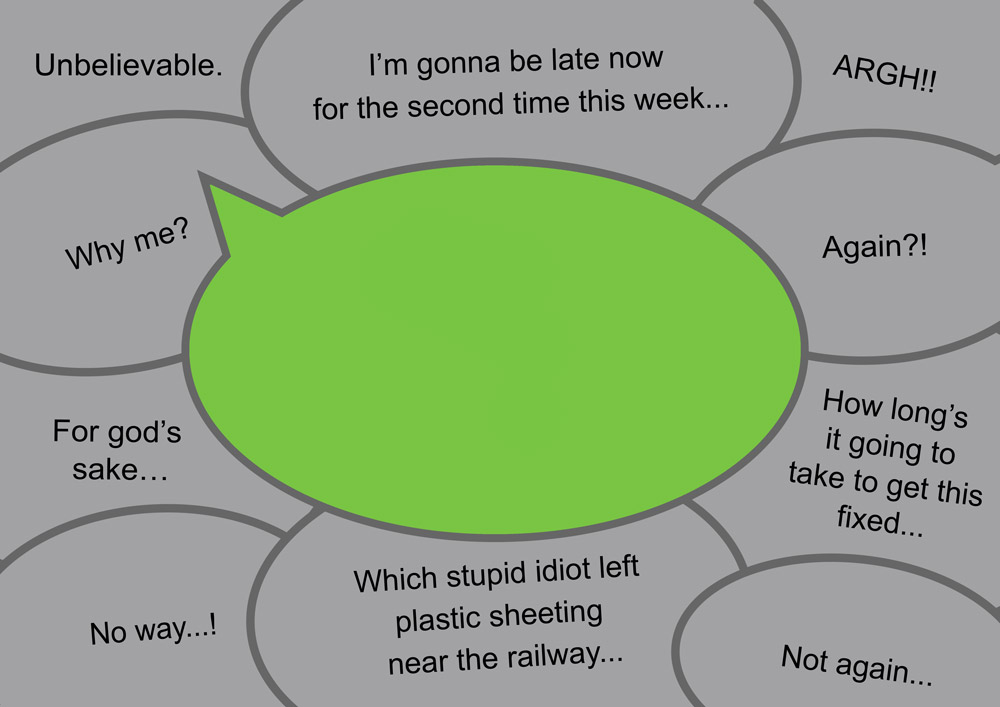 Unbelievable.
I’m gonna be late now
for the second time this week...
ARGH!!
Why me?
Again?!
For god’s
sake…
How long’s
it going to
take to get this
fixed...
No way...!
Which stupid idiot left
plastic sheeting
near the railway...
Not again...